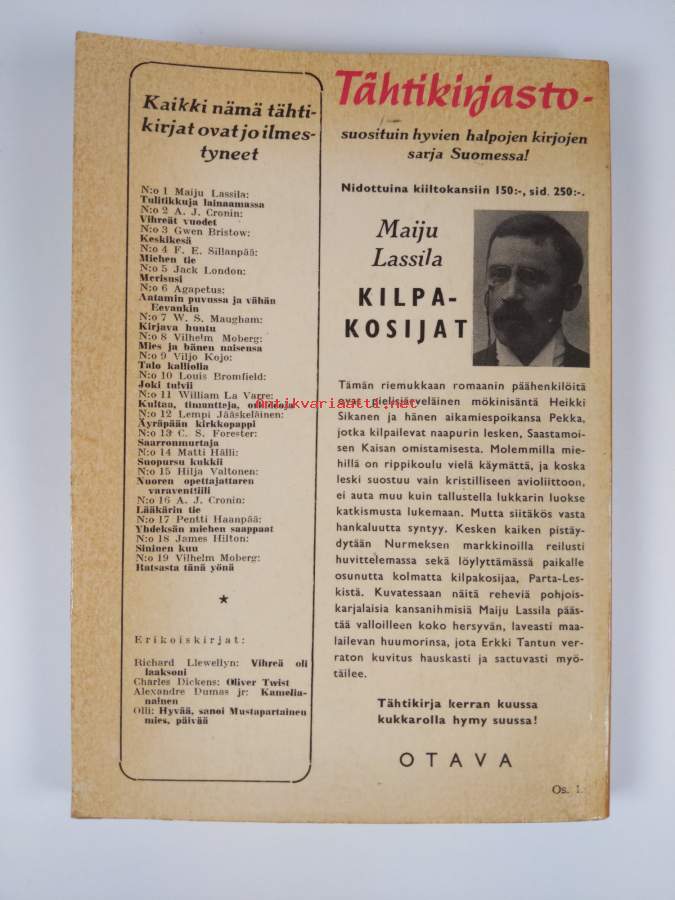 Kaikki nämä tähti-
kirjat ovat jo ilmes-
tyneet
N:o 1 Maiju Lassila:
Tulitikkuja lainaamassa
N:o 2 A. J. Cronin:
Vihreät vuodet
N:o 3 Gwen Bristow:
Keskikesä
N:o 4 F. E. Sillanpää:
Miehen tie
N:o 5 Jack London:
Merisusi
N:o 6 Agapetus:
Aatamin puvussa ja vähän
Eevankin
N:o 7 W. S. Maugham:
Kirjava huntu
N:o 8 Vilhelm Moberg:
Mies ja hänen naisensa
N:o 9 Viljo Kojo:
Talo kalliolla
N:o 10 Louis Bromfield:
Joki tulvii
N:o 11 William La Varre:
Kultaa, timantteja, orkideoja
N:o 12 Lempi Jääskeläinen:
Äyräpään kirkkopappi
N:o 13 C. S. Forester:
Saarronmurtaja
N:o 14 Matti Hälli:
Suopursu kukkii
N:o 15 Hilja Valtonen:
Nuoren opettajattaren
varaventtiili
N:o 16 A. J. Cronin:
Lääkärin tie
N:o 17 Pentti Haanpää:
Yhdeksän miehen saappaat
N:o 18 James Hilton:
Sininen kuu
N:o 19 Vilhelm Moberg:
Ratsasta tänä yönä
Erikoiskirjat:
Richard Llewellyn: Vihreä oli
laaksoni
Charles Dickens: Oliver Twist
Alexandre Dumas jr: Kamelia-
nainen
Olli: Hyvää, sanoi Mustapartainen
mies, päivää
Tähtikirjasto-
suosituin hyvien halpojen kirjojen
sarja Suomessa!
Nidottuina kiiltokansiin 150:-, sid. 250:-.
Maiju
Lassila
KILPA-
KOSIJAT
Tämän riemukkaan romaanin päähenkilöitä
ovat pielisjärveläinen mökinisäntä Heikki
Sikanen ja hänen aikamiespoikansa Pekka,
jotka kilpailevat naapurin lesken, Saastamoi-
sen Kaisan omistamisesta. Molemmilla mie-
hillä on rippikoulu vielä käymättä, ja koska
leski suostuu vain kristilliseen avioliittoon,
ei auta muu kuin tallustella lukkarin luokse
katkismusta lukemaan. Mutta siitäkös vasta
hankaluutta syntyy. Kesken kaiken pistäy-
dytään Nurmeksen markkinoilla reilusti
huvittelemassa sekä löylyttämässä paikalle
osunutta kolmatta kilpakosijaa, Parta-Les-
kistä. Kuvatessaan näitä reheviä pohjois-
karjalaisia kansanihmisiä Maiju Lassila pääs-
tää valloilleen koko hersyvän, laveasti maa-
lailevan huumorinsa, jota Erkki Tantun ver-
raton kuvitus hauskasti ja sattuvasti myö-
täilee.
Tähtikirja kerran kuussa
kukkarolla hymy suussa!
OTAVA
Os. 1.
antikvariaatti.net